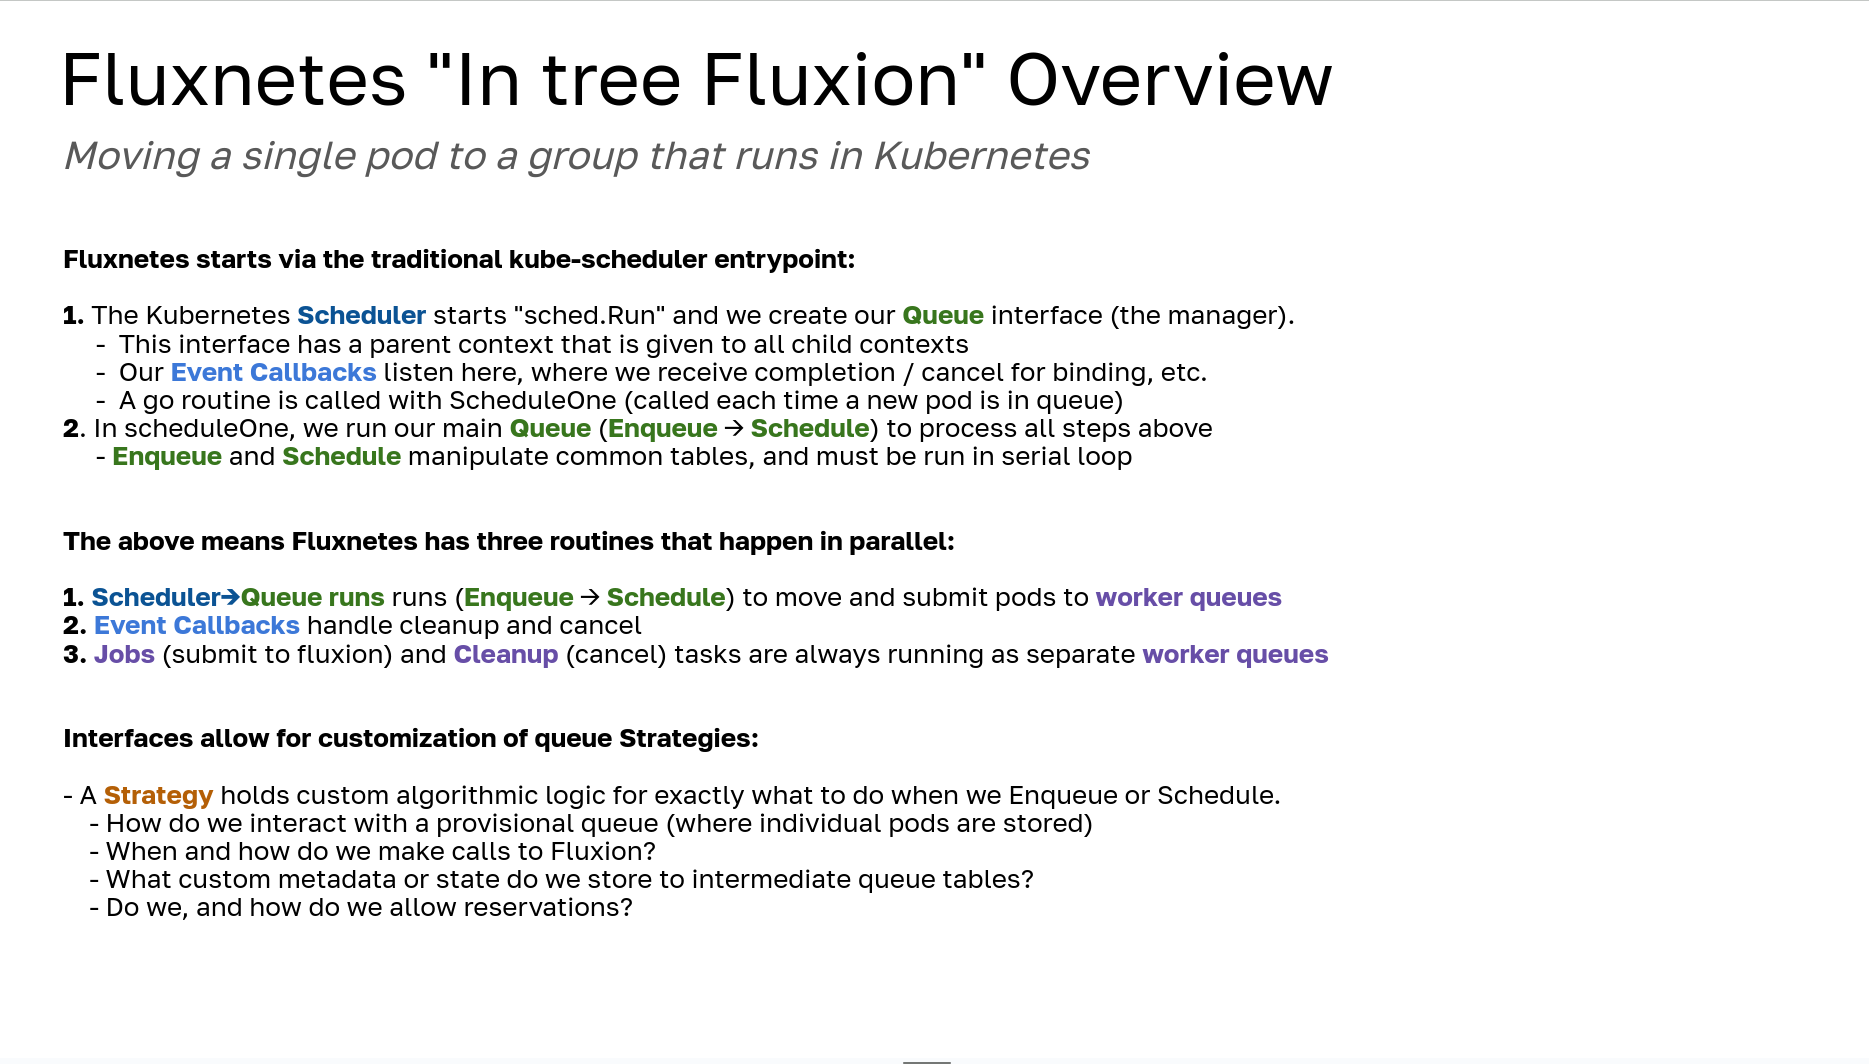 Fluxnetes "In tree Fluxion" Overview
Moving a single pod to a group that runs in Kubernetes
Fluxnetes starts via the traditional kube-scheduler entrypoint:
1. The Kubernetes Scheduler starts "sched.Run" and we create our Queue interface (the manager).
- This interface has a parent context that is given to all child contexts
- Our Event Callbacks listen here, where we receive completion / cancel for binding, etc.
- A go routine is called with ScheduleOne (called each time a new pod is in queue)
2. In scheduleOne, we run our main Queue (Enqueue → Schedule) to process all steps above
- Enqueue and Schedule manipulate common tables, and must be run in serial loop
The above means Fluxnetes has three routines that happen in parallel:
1. Scheduler→Queue runs runs (Enqueue → Schedule) to move and submit pods to worker queues
2. Event Callbacks handle cleanup and cancel
3. Jobs (submit to fluxion) and Cleanup (cancel) tasks are always running as separate worker queues
Interfaces allow for customization of queue Strategies:
- A Strategy holds custom algorithmic logic for exactly what to do when we Enqueue or Schedule.
- How do we interact with a provisional queue (where individual pods are stored)
- When and how do we make calls to Fluxion?
- What custom metadata or state do we store to intermediate queue tables?
- Do we, and how do we allow reservations?